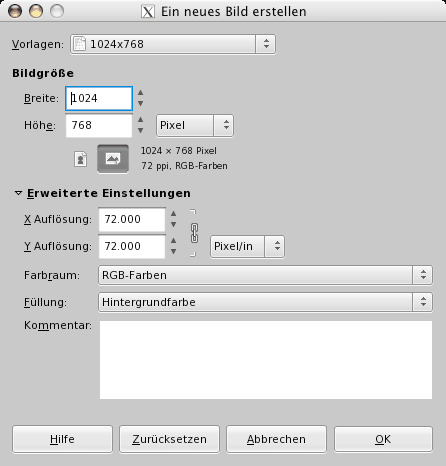 Ein neues Bild erstellen
Vorlagen: 1024x768
Bildgröße
Breite: 1024
Höhe: 768 Pixel
1024 × 768 Pixel
72 ppi, RGB-Farben
Erweiterte Einstellungen
X Auflösung: 72.000
Y Auflösung: 72.000 Pixel/in
Farbraum: RGB-Farben
Füllung: Hintergrundfarbe
Kommentar:
Hilfe Zurücksetzen Abbrechen OK